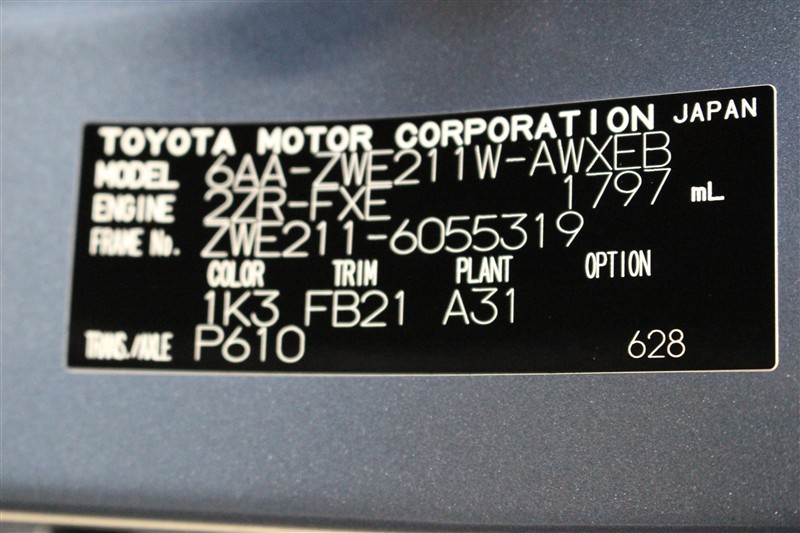 TOYOTA MOTOR CORPORATION JAPAN
MODEL 6AA-ZWE211W-AWXEB
ENGINE 2ZR-FXE 1797 mL
FRAME No. ZWE211-6055319
COLOR TRIM PLANT OPTION
1K3 FB21 A31
TRANS./AXLE P610 628